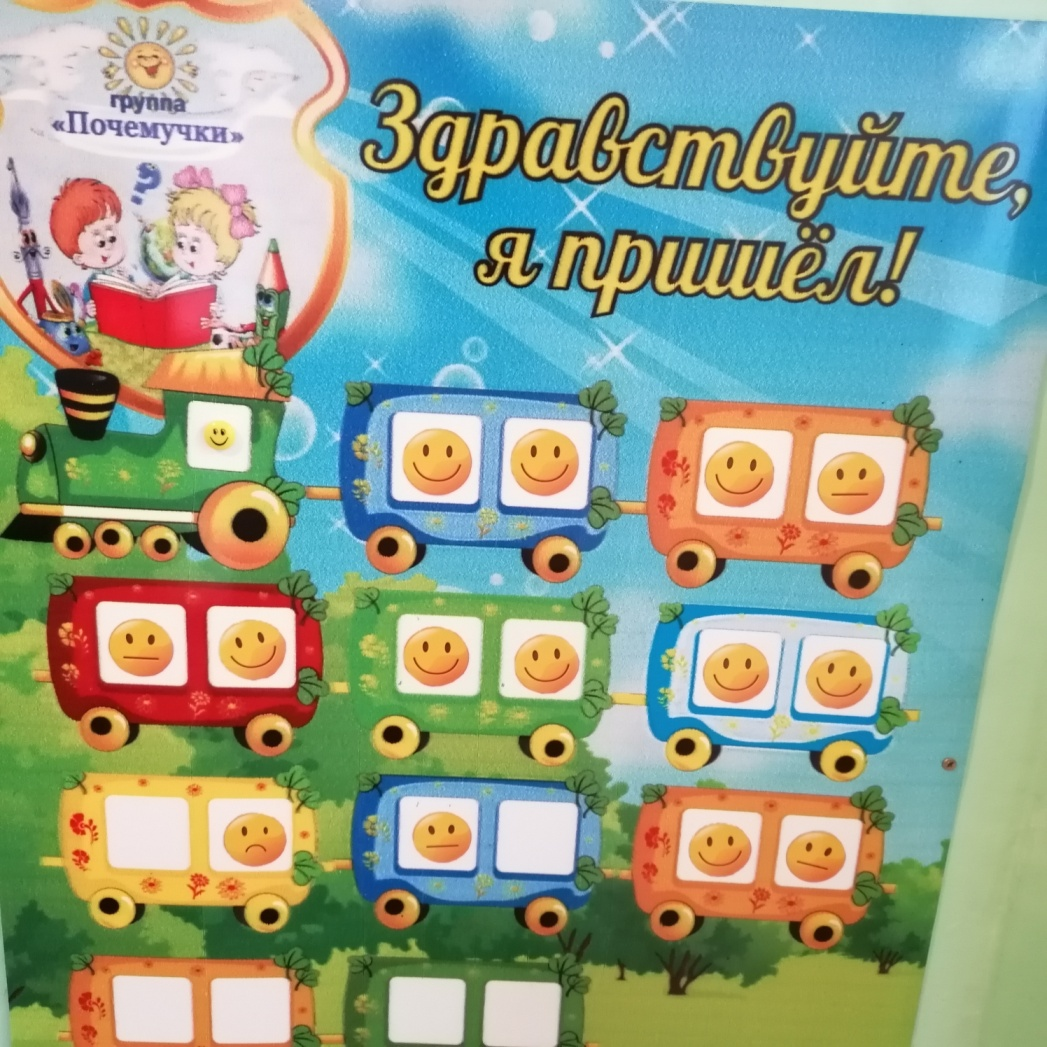 группа
«Почемучки»
Здравствуйте,
я пришёл!